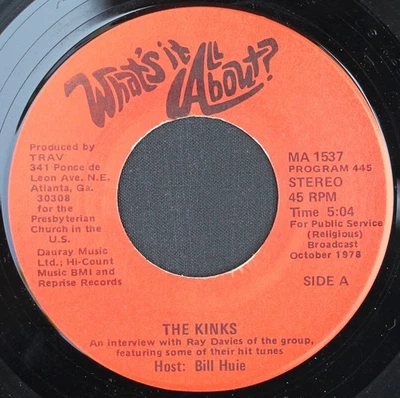 What's it All About?
Produced by
TRAV
341 Ponce de
Leon Ave., N.E.
Atlanta, Ga.
30308
for the
Presbyterian
Church in the
U.S.
Dauray Music
Ltd.; Hi-Count
Music BMI and
Reprise Records
MA 1537
PROGRAM 445
STEREO
45 RPM
Time 5:04
For Public Service
(Religious)
Broadcast
October 1978
SIDE A
THE KINKS
An interview with Ray Davies of the group,
featuring some of their hit tunes
Host: Bill Huie